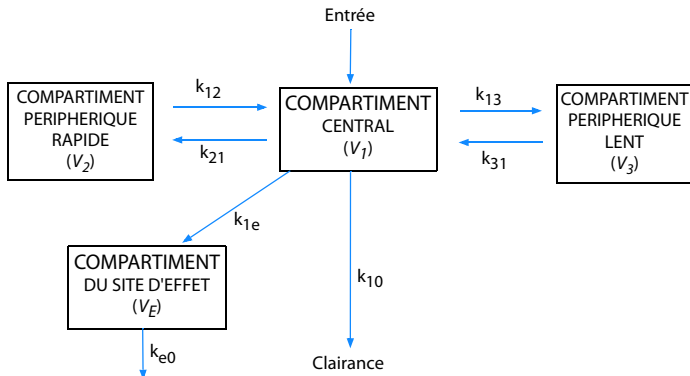 Entrée
COMPARTIMENT
PERIPHERIQUE
RAPIDE
(V2)
k12
k21
COMPARTIMENT
CENTRAL
(V1)
k13
k31
COMPARTIMENT
PERIPHERIQUE
LENT
(V3)
k1e
COMPARTIMENT
DU SITE D'EFFET
(VE)
k10
ke0
Clairance